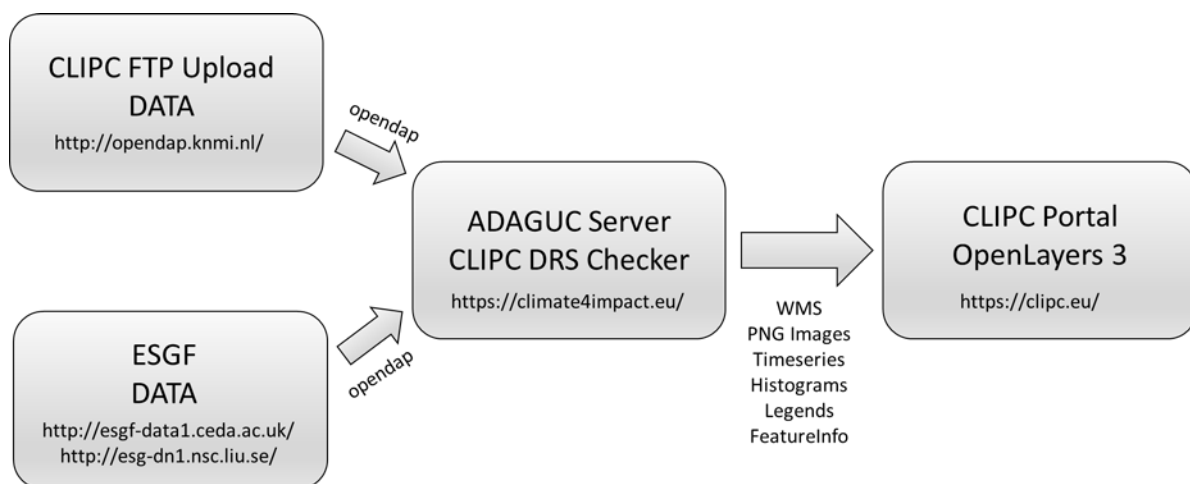 CLIPC FTP Upload
DATA
http://opendap.knmi.nl/
opendap
ESGF
DATA
http://esgf-data1.ceda.ac.uk/
http://esg-dn1.nsc.liu.se/
opendap
ADAGUC Server
CLIPC DRS Checker
https://climate4impact.eu/
WMS
PNG Images
Timeseries
Histograms
Legends
FeatureInfo
CLIPC Portal
OpenLayers 3
https://clipc.eu/